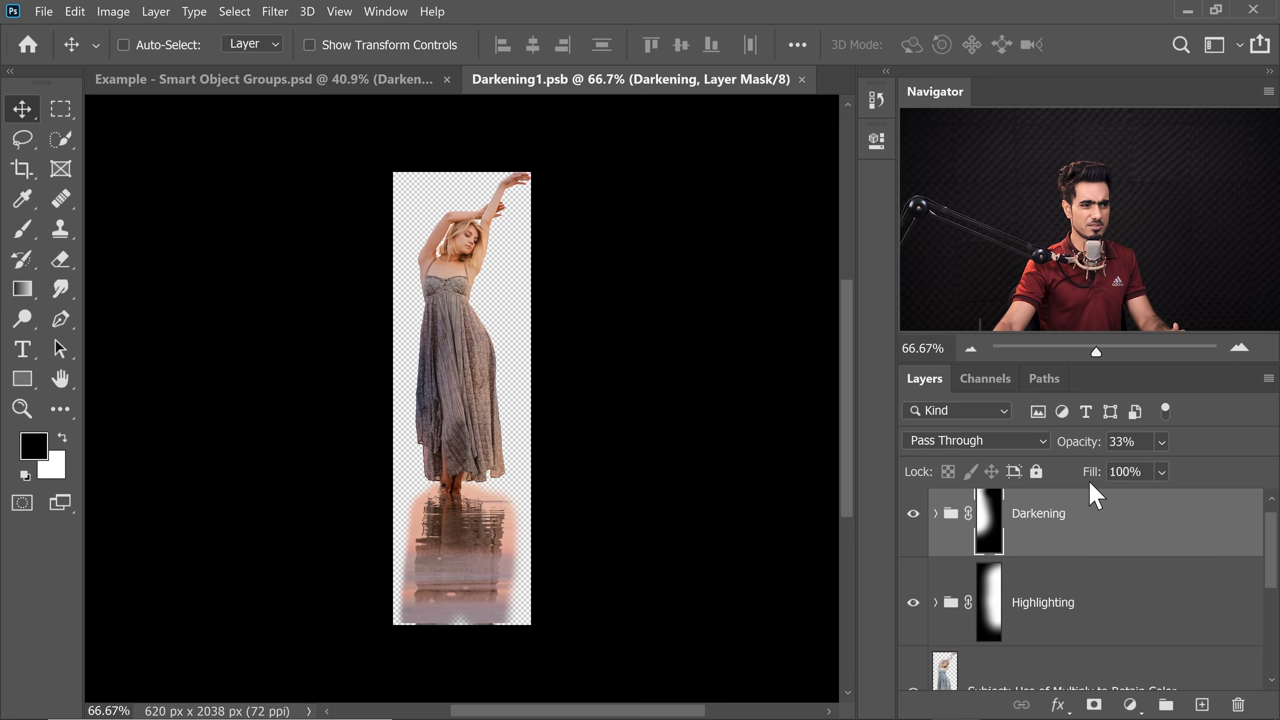 Ps File Edit Image Layer Type Select Filter 3D View Window Help
Auto-Select: Layer Show Transform Controls ••• 3D Mode:
Example - Smart Object Groups.psd @ 40.9% (Darken... × Darkening1.psb @ 66.7% (Darkening, Layer Mask/8) ×
Navigator
adidas
66.67%
Layers Channels Paths
Kind
Pass Through Opacity: 33%
Lock: Fill: 100%
Darkening
Highlighting
Subject: Use of Multiply to Retain Color
66.67% 620 px x 2038 px (72 ppi)
fx